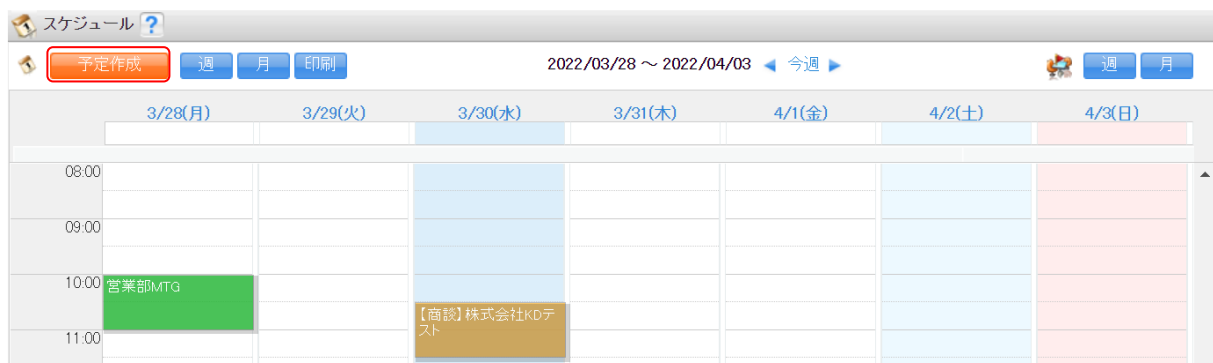 スケジュール ?
予定作成 週 月 印刷 2022/03/28 ~ 2022/04/03 ◀ 今週 ▶ 週 月
3/28(月) 3/29(火) 3/30(水) 3/31(木) 4/1(金) 4/2(土) 4/3(日)
08:00
09:00
10:00 営業部MTG
【商談】株式会社KDテ
スト
11:00